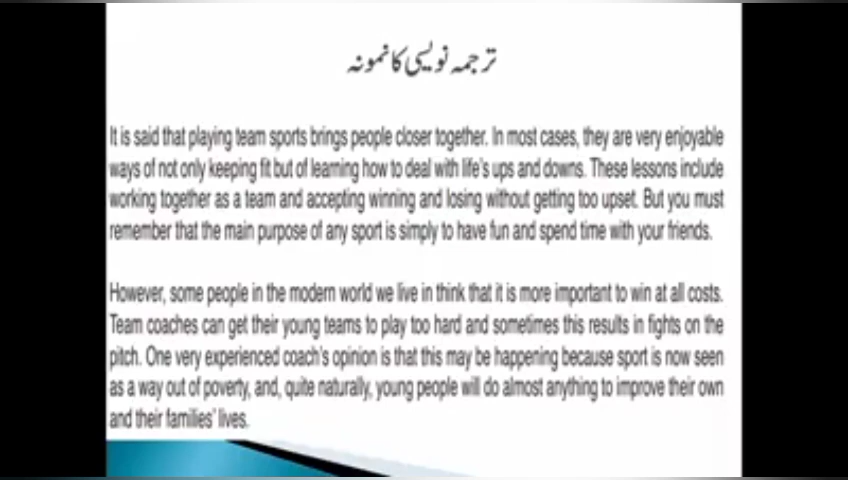 ترجمہ نویسی کا نمونہ
It is said that playing team sports brings people closer together. In most cases, they are very enjoyable
ways of not only keeping fit but of learning how to deal with life's ups and downs. These lessons include
working together as a team and accepting winning and losing without getting too upset. But you must
remember that the main purpose of any sport is simply to have fun and spend time with your friends.
However, some people in the modern world we live in think that it is more important to win at all costs.
Team coaches can get their young teams to play too hard and sometimes this results in fights on the
pitch. One very experienced coach's opinion is that this may be happening because sport is now seen
as a way out of poverty, and, quite naturally, young people will do almost anything to improve their own
and their families' lives.